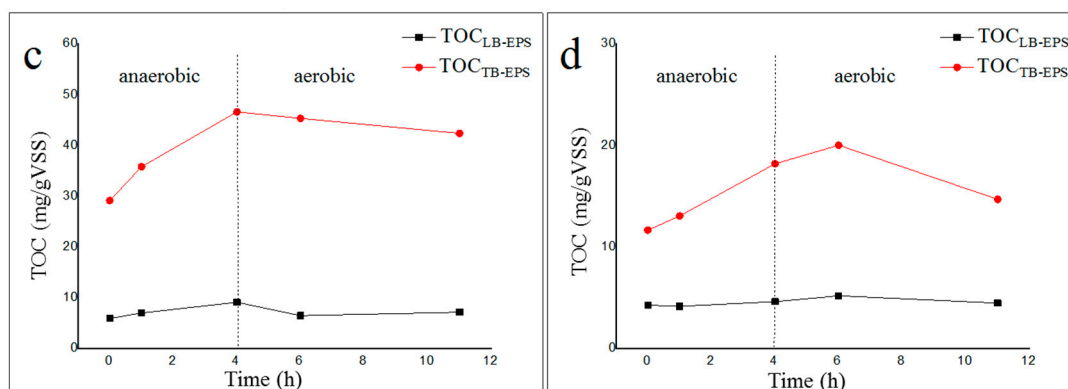 c
TOC (mg/gVSS)
60
50
40
30
20
10
0
anaerobic
aerobic
TOC_LB-EPS
TOC_TB-EPS
0 2 4 6 8 10 12
Time (h)
d
TOC (mg/gVSS)
30
20
10
0
anaerobic
aerobic
TOC_LB-EPS
TOC_TB-EPS
0 2 4 6 8 10 12
Time (h)